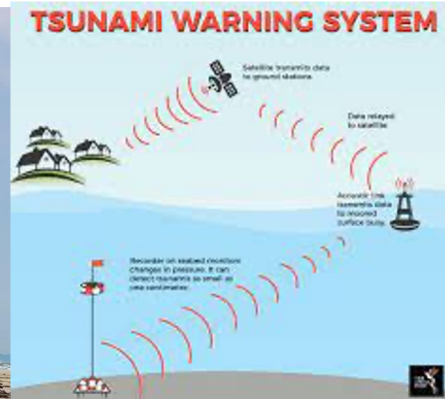 TSUNAMI WARNING SYSTEM
Satellite transmits data
to ground stations
Data relayed
to satellite
Acoustic link
transmits data
to moored
surface buoy.
Recorder on seabed monitors
changes in pressure. It can
detect tsunamis as small as
one centimeter.